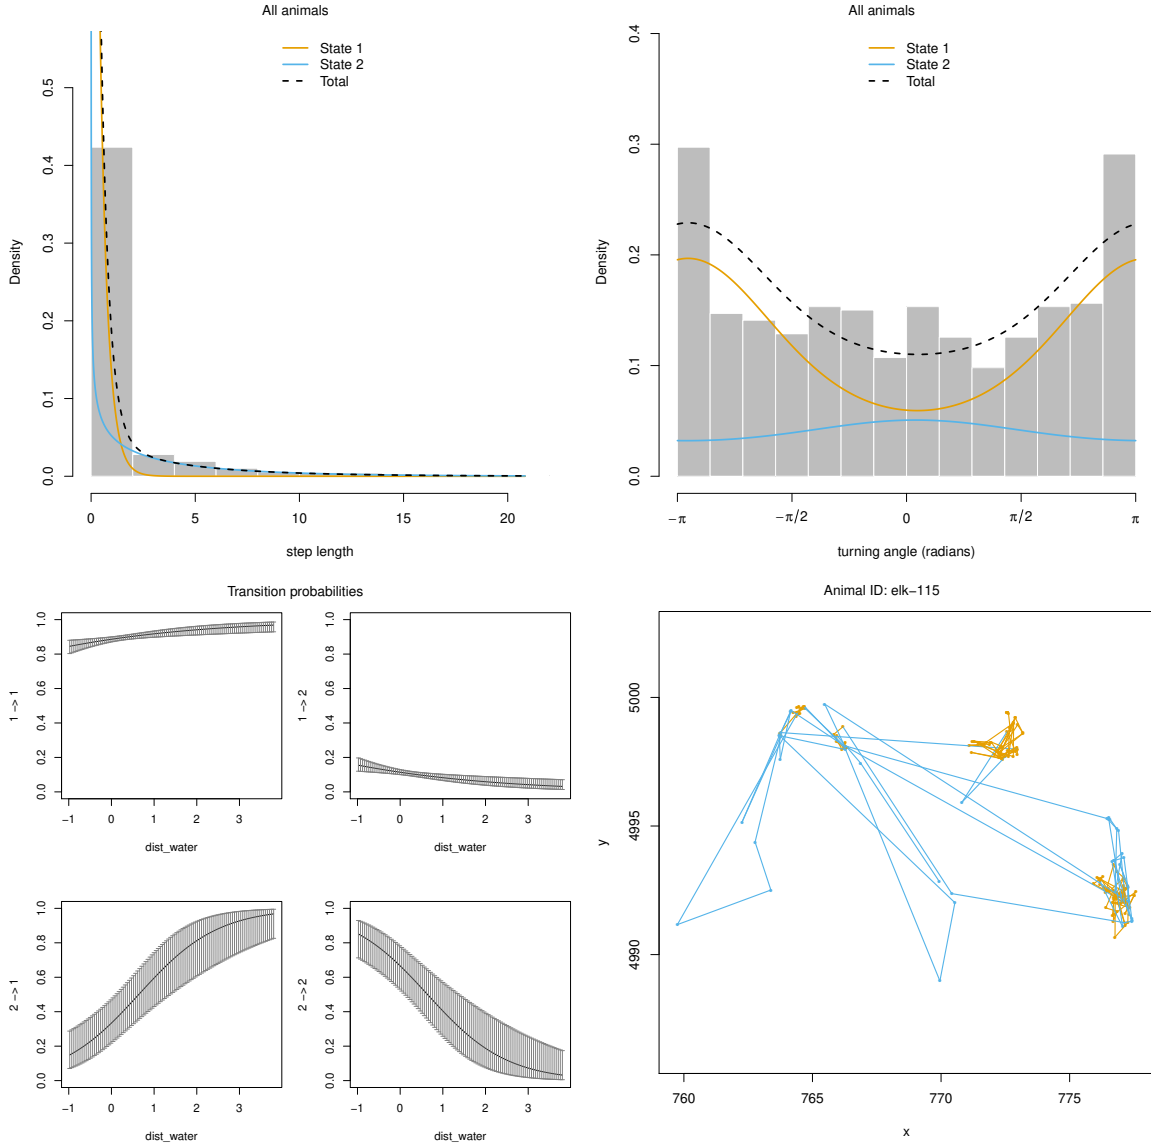 All animals
State 1
State 2
Total
Density
0.0 0.1 0.2 0.3 0.4 0.5
0 5 10 15 20
step length
All animals
State 1
State 2
Total
Density
0.0 0.1 0.2 0.3 0.4
−π −π/2 0 π/2 π
turning angle (radians)
Transition probabilities
1 −> 1
0.0 0.2 0.4 0.6 0.8 1.0
−1 0 1 2 3
dist_water
1 −> 2
0.0 0.2 0.4 0.6 0.8 1.0
−1 0 1 2 3
dist_water
2 −> 1
0.0 0.2 0.4 0.6 0.8 1.0
−1 0 1 2 3
dist_water
2 −> 2
0.0 0.2 0.4 0.6 0.8 1.0
−1 0 1 2 3
dist_water
Animal ID: elk−115
y
4990 4995 5000
760 765 770 775
x